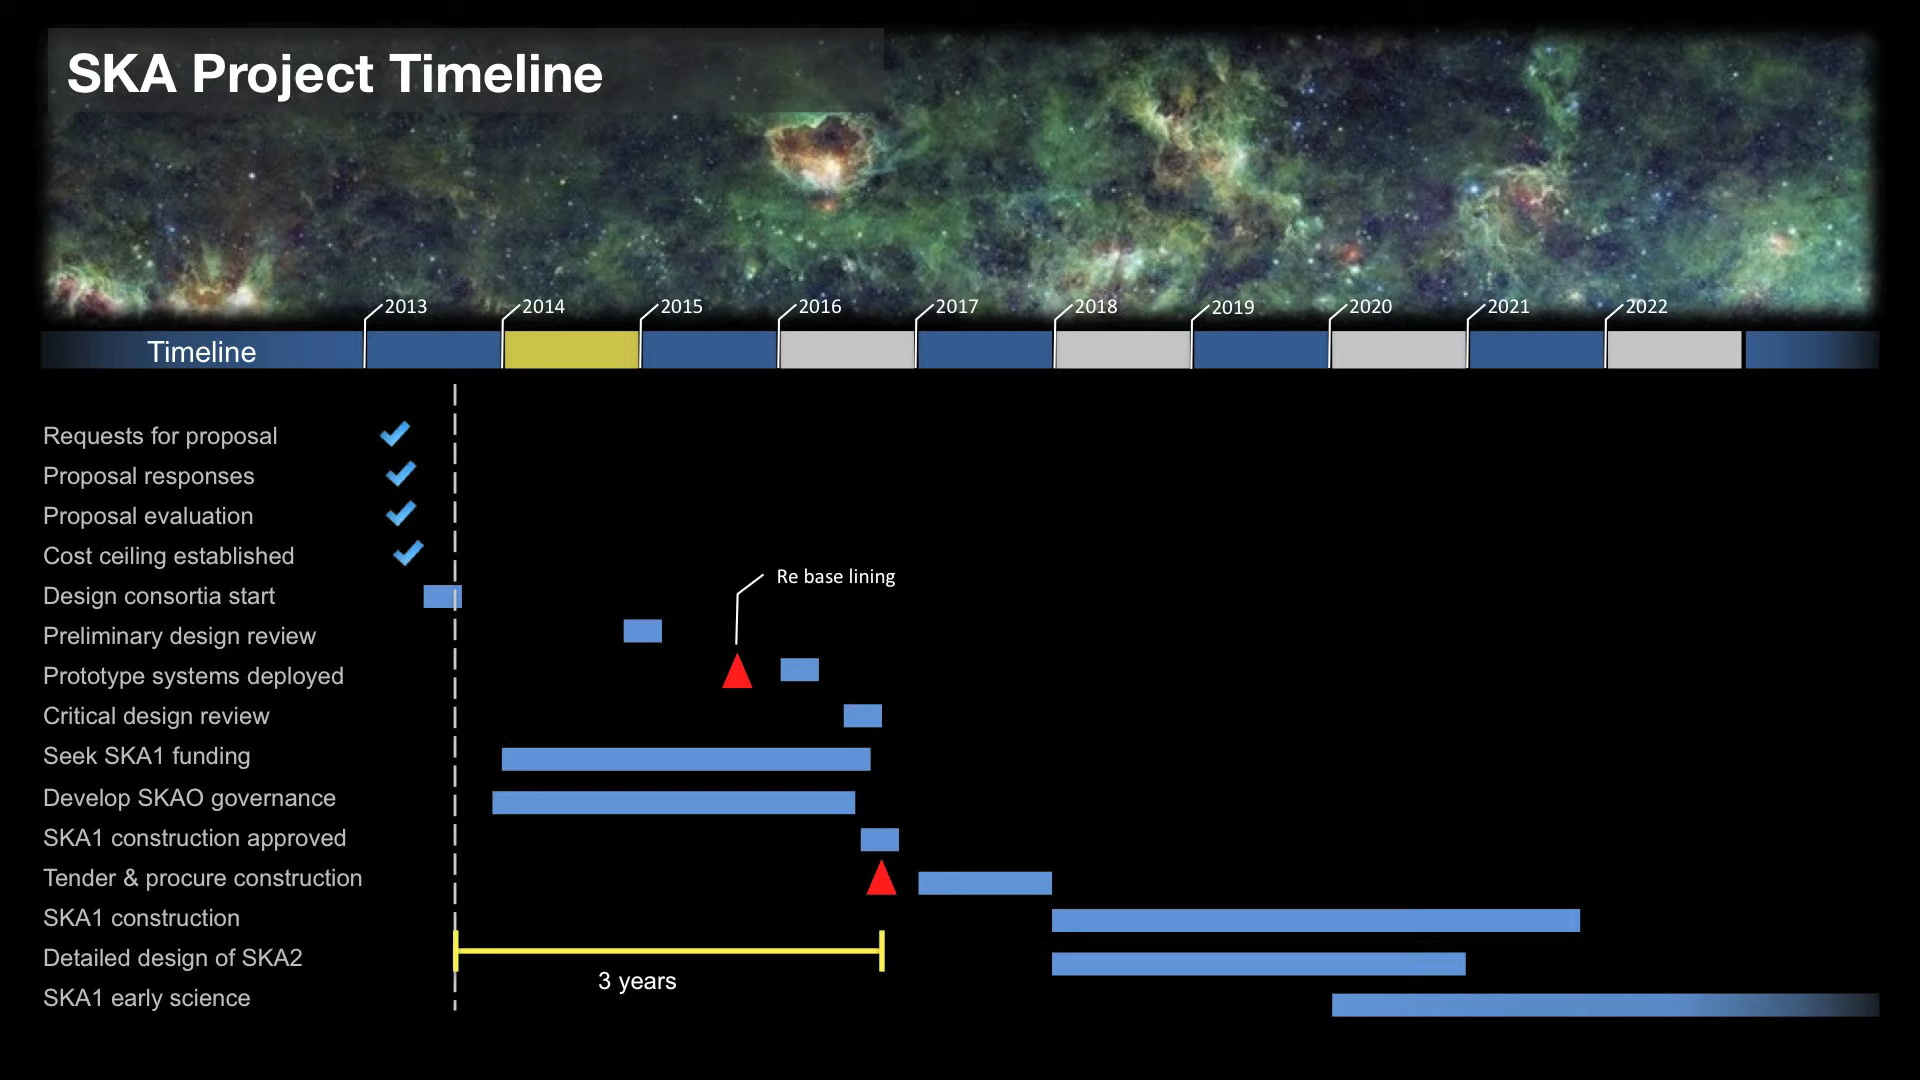 SKA Project Timeline
2013 2014 2015 2016 2017 2018 2019 2020 2021 2022
Timeline
Requests for proposal
Proposal responses
Proposal evaluation
Cost ceiling established
Re base lining
Design consortia start
Preliminary design review
Prototype systems deployed
Critical design review
Seek SKA1 funding
Develop SKAO governance
SKA1 construction approved
Tender & procure construction
SKA1 construction
Detailed design of SKA2
3 years
SKA1 early science